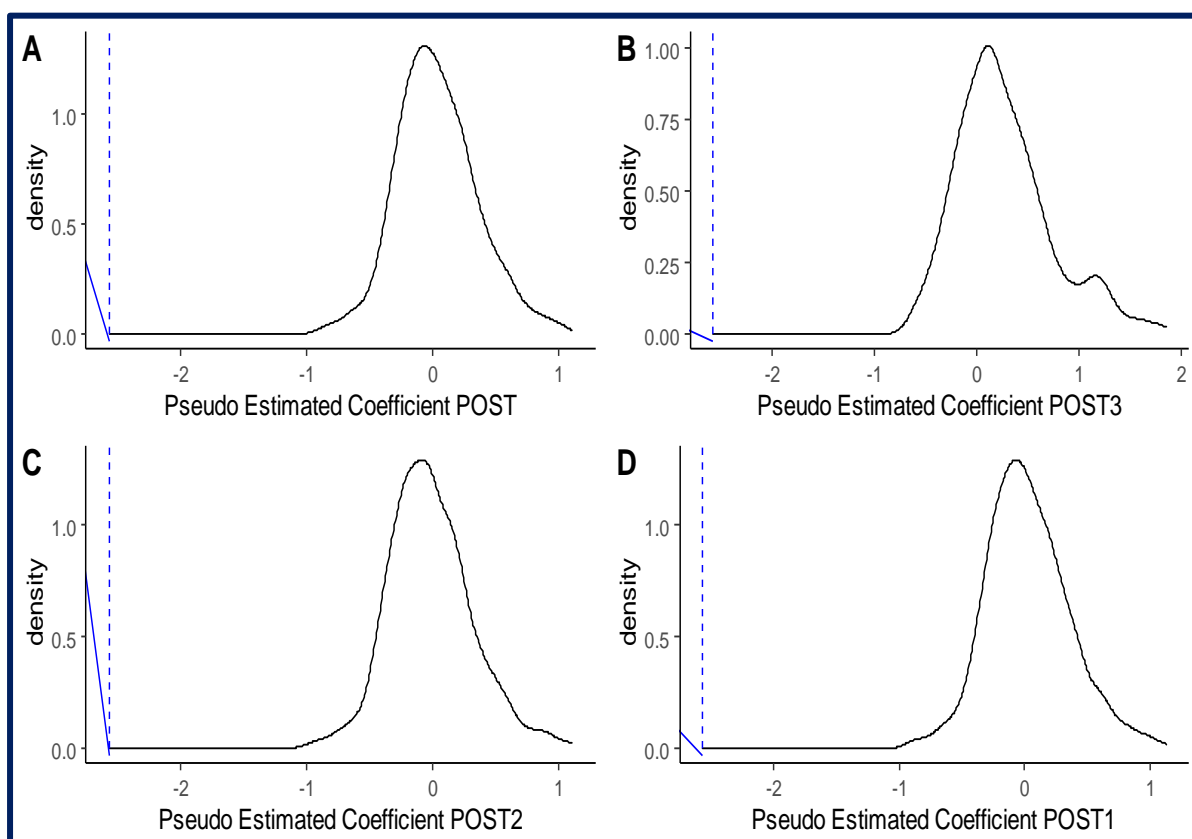 A
density
1.0
0.5
0.0
-2 -1 0 1
Pseudo Estimated Coefficient POST
B
density
1.00
0.75
0.50
0.25
0.00
-2 -1 0 1 2
Pseudo Estimated Coefficient POST3
C
density
1.0
0.5
0.0
-2 -1 0 1
Pseudo Estimated Coefficient POST2
D
density
1.0
0.5
0.0
-2 -1 0 1
Pseudo Estimated Coefficient POST1